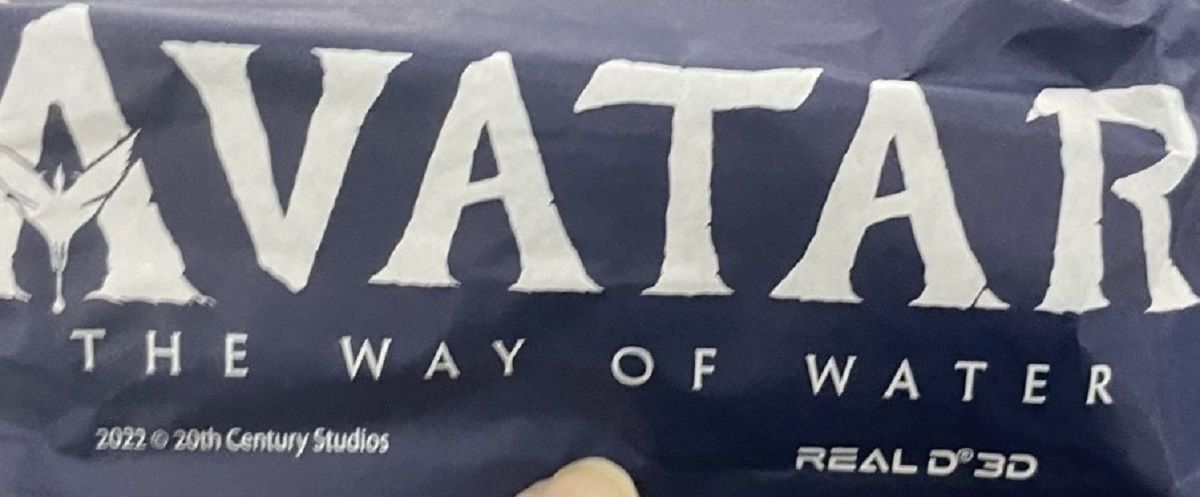 AVATAR
THE WAY OF WATER
2022 © 20th Century Studios
REAL D® 3D